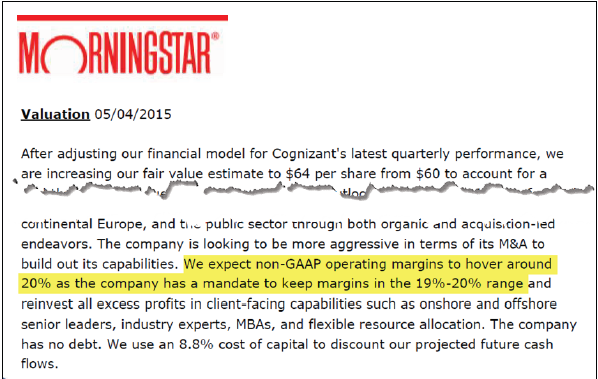 MORNINGSTAR®
Valuation 05/04/2015
After adjusting our financial model for Cognizant's latest quarterly performance, we
are increasing our fair value estimate to $64 per share from $60 to account for a
continental Europe, and the public sector through both organic and acquisition-led
endeavors. The company is looking to be more aggressive in terms of its M&A to
build out its capabilities. We expect non-GAAP operating margins to hover around
20% as the company has a mandate to keep margins in the 19%-20% range and
reinvest all excess profits in client-facing capabilities such as onshore and offshore
senior leaders, industry experts, MBAs, and flexible resource allocation. The company
has no debt. We use an 8.8% cost of capital to discount our projected future cash
flows.